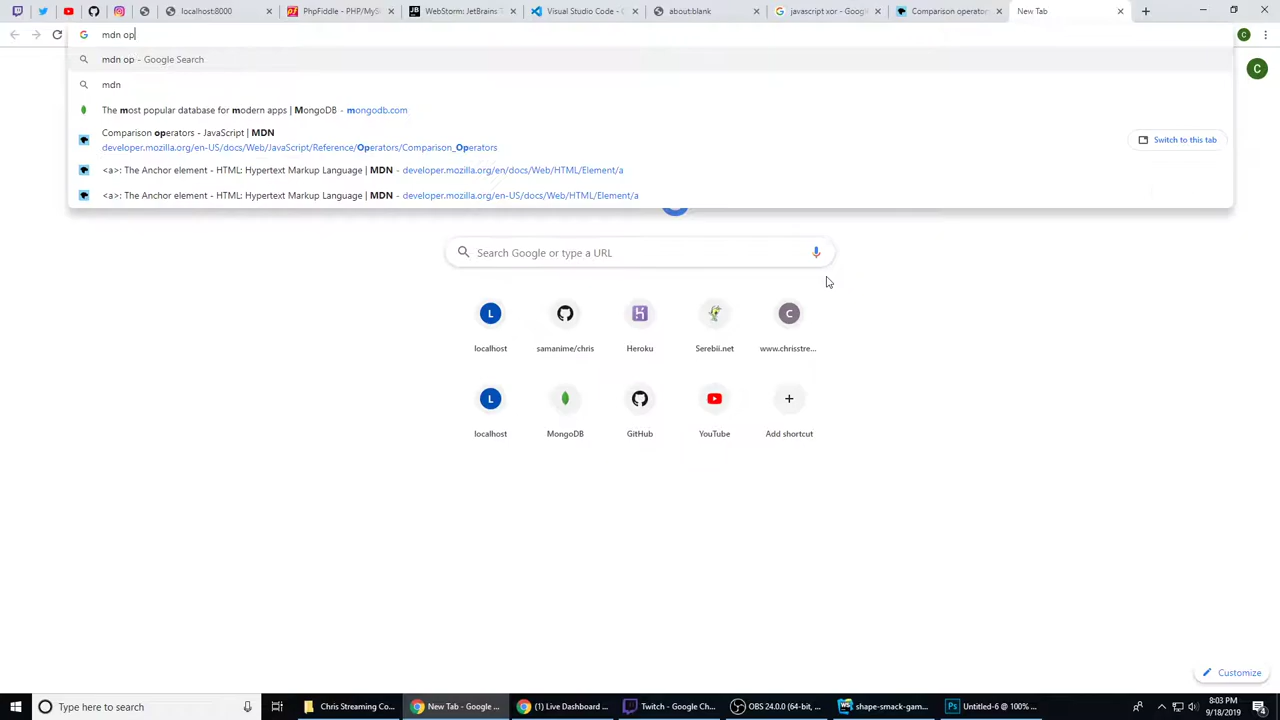 localhost:8000
PhpFiddle - PHP/MyS
WebStorm: JetBrains T
Visual Studio Code - C
about:blank
javascript xor - Google
Comparison operator
New Tab
mdn op
mdn op - Google Search
mdn
The most popular database for modern apps | MongoDB - mongodb.com
Comparison operators - JavaScript | MDN
developer.mozilla.org/en-US/docs/Web/JavaScript/Reference/Operators/Comparison_Operators
Switch to this tab
<a>: The Anchor element - HTML: Hypertext Markup Language | MDN - developer.mozilla.org/en/docs/Web/HTML/Element/a
<a>: The Anchor element - HTML: Hypertext Markup Language | MDN - developer.mozilla.org/en-US/docs/Web/HTML/Element/a
C
C
Search Google or type a URL
L
C
localhost
samanime/chris
Heroku
Serebii.net
www.chrisstre...
L
localhost
MongoDB
GitHub
YouTube
Add shortcut
Customize
Type here to search
Chris Streaming Co...
New Tab - Google ...
(1) Live Dashboard ...
Twitch - Google Ch...
OBS 24.0.0 (64-bit, ...
shape-smack-gam...
Untitled-6 @ 100% ...
8:03 PM
9/18/2019